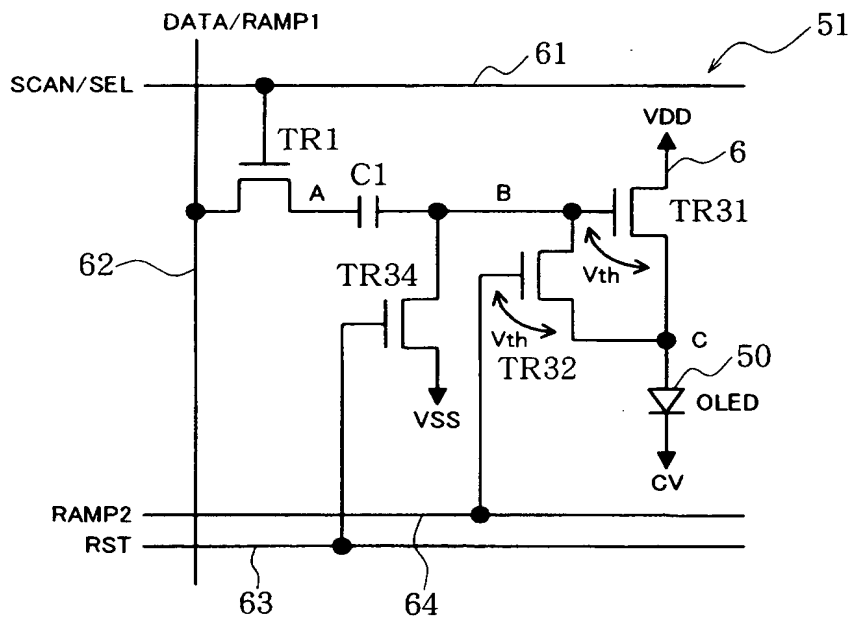 DATA/RAMP1
51
61
SCAN/SEL
VDD
TR1
6
C1
A
B
TR31
62
TR34
Vth
Vth
C
TR32
50
OLED
VSS
CV
RAMP2
RST
63
64